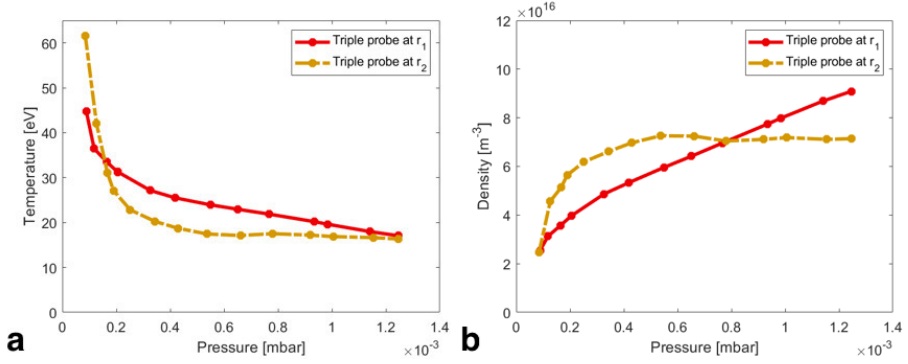 60
50
40
30
20
10
0
Temperature [eV]
Triple probe at r1
Triple probe at r2
0 0.2 0.4 0.6 0.8 1 1.2 1.4
Pressure [mbar] ×10-3
a
×1016
10
8
6
4
2
0
Density [m-3]
Triple probe at r1
Triple probe at r2
0 0.2 0.4 0.6 0.8 1 1.2 1.4
Pressure [mbar] ×10-3
b